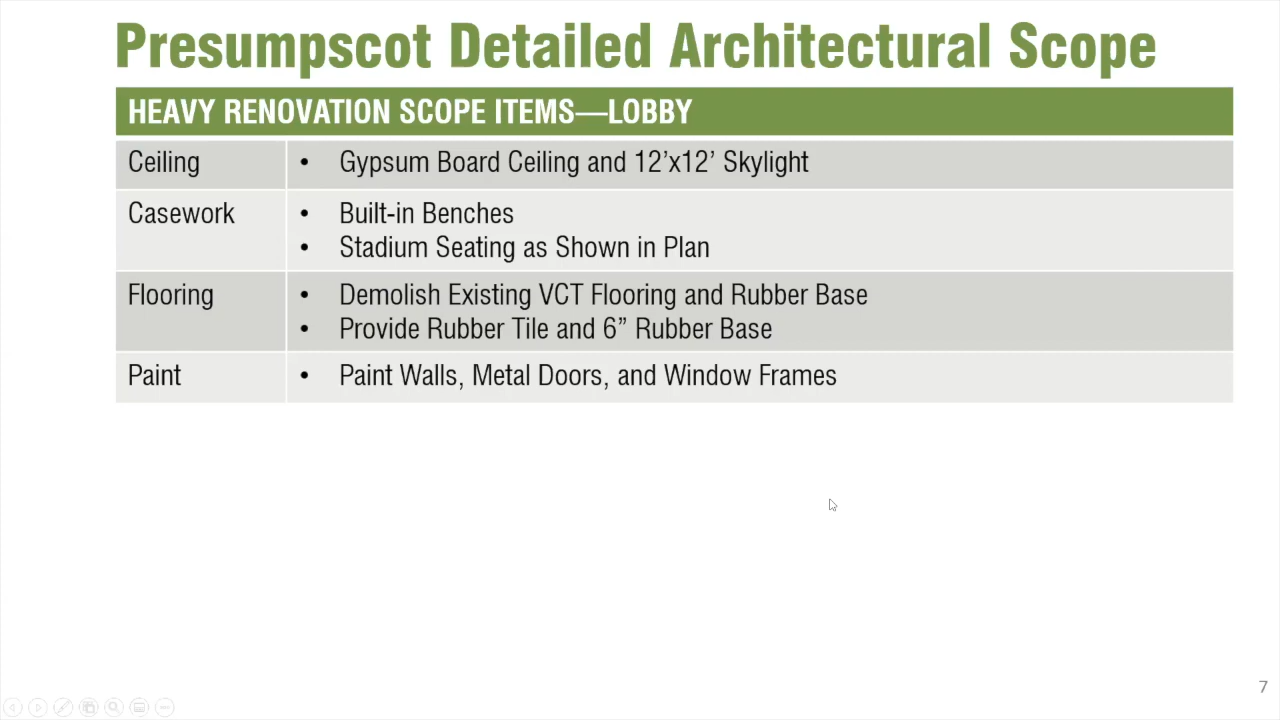 Presumpscot Detailed Architectural Scope
HEAVY RENOVATION SCOPE ITEMS—LOBBY
Ceiling
• Gypsum Board Ceiling and 12’x12’ Skylight
Casework
• Built-in Benches
• Stadium Seating as Shown in Plan
Flooring
• Demolish Existing VCT Flooring and Rubber Base
• Provide Rubber Tile and 6” Rubber Base
Paint
• Paint Walls, Metal Doors, and Window Frames
7